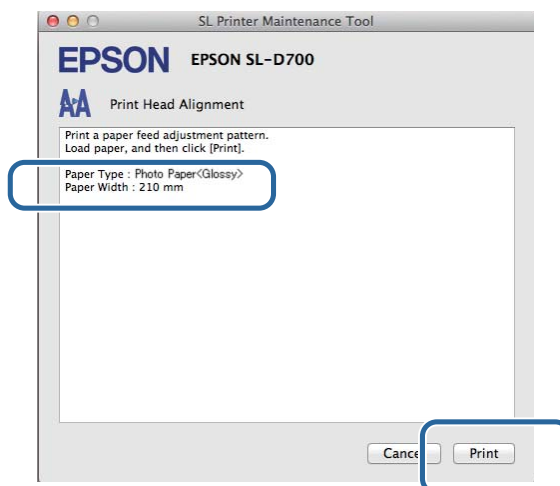 SL Printer Maintenance Tool
EPSON EPSON SL-D700
Print Head Alignment
Print a paper feed adjustment pattern.
Load paper, and then click [Print].
Paper Type : Photo Paper<Glossy>
Paper Width : 210 mm
Cancel Print